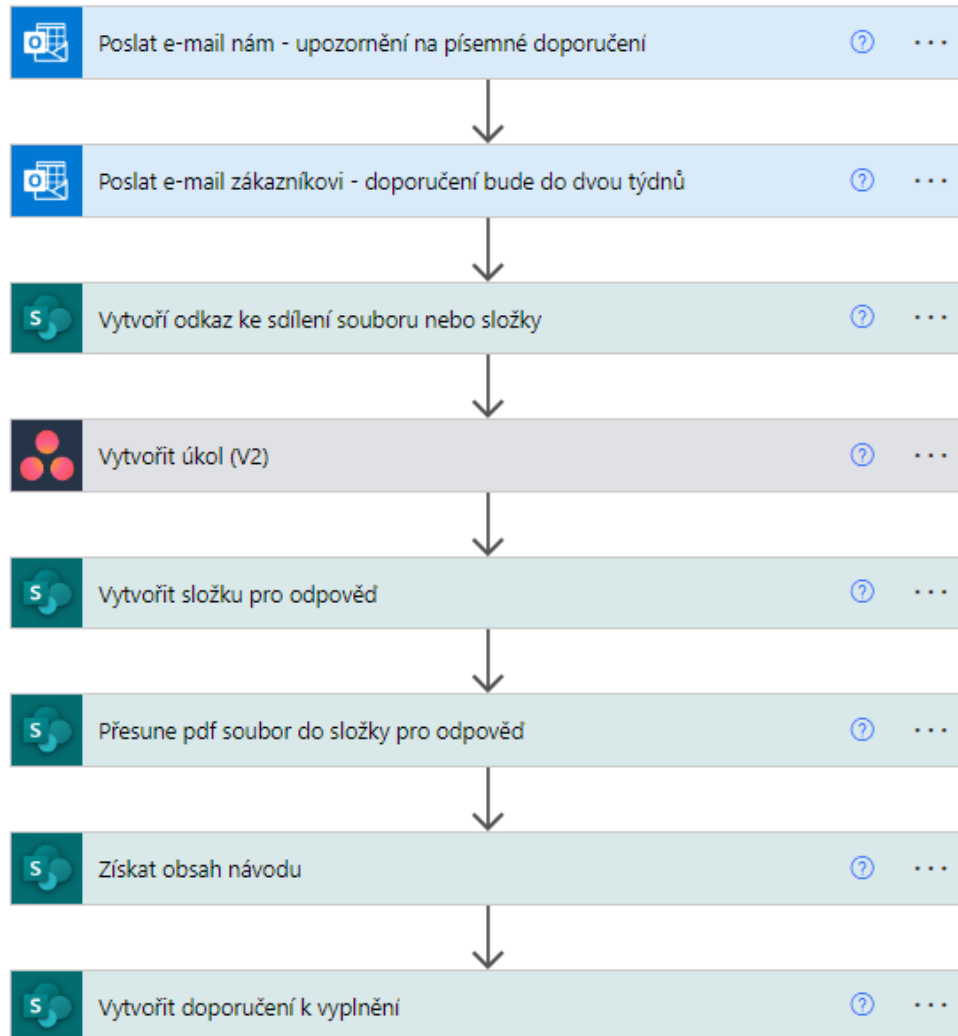 Poslat e-mail nám - upozornění na písemné doporučení
Poslat e-mail zákazníkovi - doporučení bude do dvou týdnů
Vytvoří odkaz ke sdílení souboru nebo složky
Vytvořit úkol (V2)
Vytvořit složku pro odpověď
Přesune pdf soubor do složky pro odpověď
Získat obsah návodu
Vytvořit doporučení k vyplnění